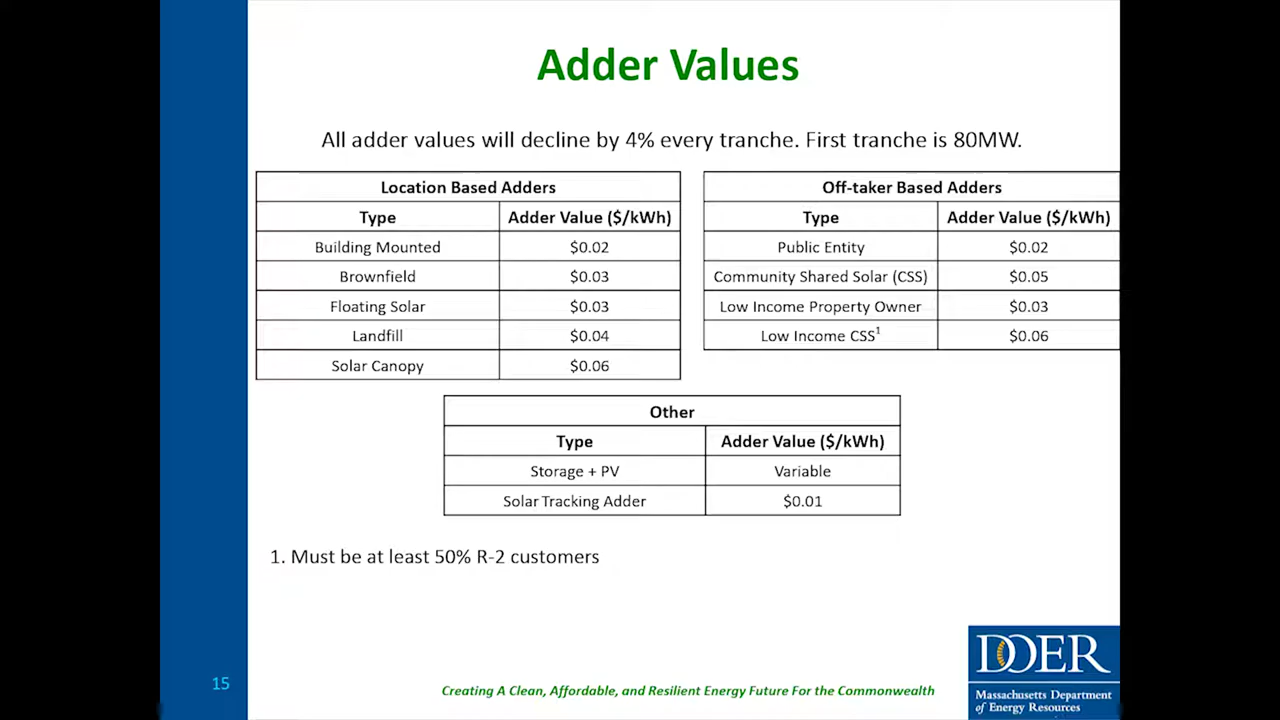 Adder Values
All adder values will decline by 4% every tranche. First tranche is 80MW.
Location Based Adders
Type Adder Value ($/kWh)
Building Mounted $0.02
Brownfield $0.03
Floating Solar $0.03
Landfill $0.04
Solar Canopy $0.06
Off-taker Based Adders
Type Adder Value ($/kWh)
Public Entity $0.02
Community Shared Solar (CSS) $0.05
Low Income Property Owner $0.03
Low Income CSS1 $0.06
Other
Type Adder Value ($/kWh)
Storage + PV Variable
Solar Tracking Adder $0.01
1. Must be at least 50% R-2 customers
15
Creating A Clean, Affordable, and Resilient Energy Future For the Commonwealth
DOER
Massachusetts Department
of Energy Resources